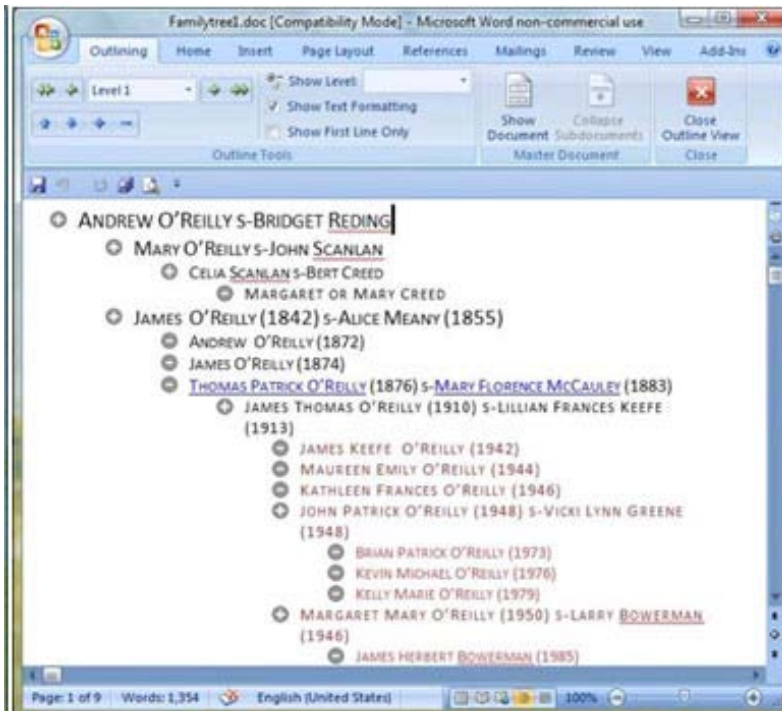 Familytree1.doc [Compatibility Mode] - Microsoft Word non-commercial use
Outlining Home Insert Page Layout References Mailings Review View Add-Ins
Level 1
Show Level:
Show Text Formatting
Show First Line Only
Outline Tools
Show Document
Collapse Subdocuments
Master Document
Close Outline View
Close
ANDREW O'REILLY S-BRIDGET REDING
MARY O'REILLY S-JOHN SCANLAN
CELIA SCANLAN S-BERT CREED
MARGARET OR MARY CREED
JAMES O'REILLY (1842) S-ALICE MEANY (1855)
ANDREW O'REILLY (1872)
JAMES O'REILLY (1874)
THOMAS PATRICK O'REILLY (1876) S-MARY FLORENCE MCCAULEY (1883)
JAMES THOMAS O'REILLY (1910) S-LILLIAN FRANCES KEEFE
(1913)
JAMES KEEFE O'REILLY (1942)
MAUREEN EMILY O'REILLY (1944)
KATHLEEN FRANCES O'REILLY (1946)
JOHN PATRICK O'REILLY (1948) S-VICKI LYNN GREENE
(1948)
BRIAN PATRICK O'REILLY (1973)
KEVIN MICHAEL O'REILLY (1976)
KELLY MARIE O'REILLY (1979)
MARGARET MARY O'REILLY (1950) S-LARRY BOWERMAN
(1946)
JAMES HERBERT BOWERMAN (1985)
Page: 1 of 9 Words: 1,354 English (United States) 100%